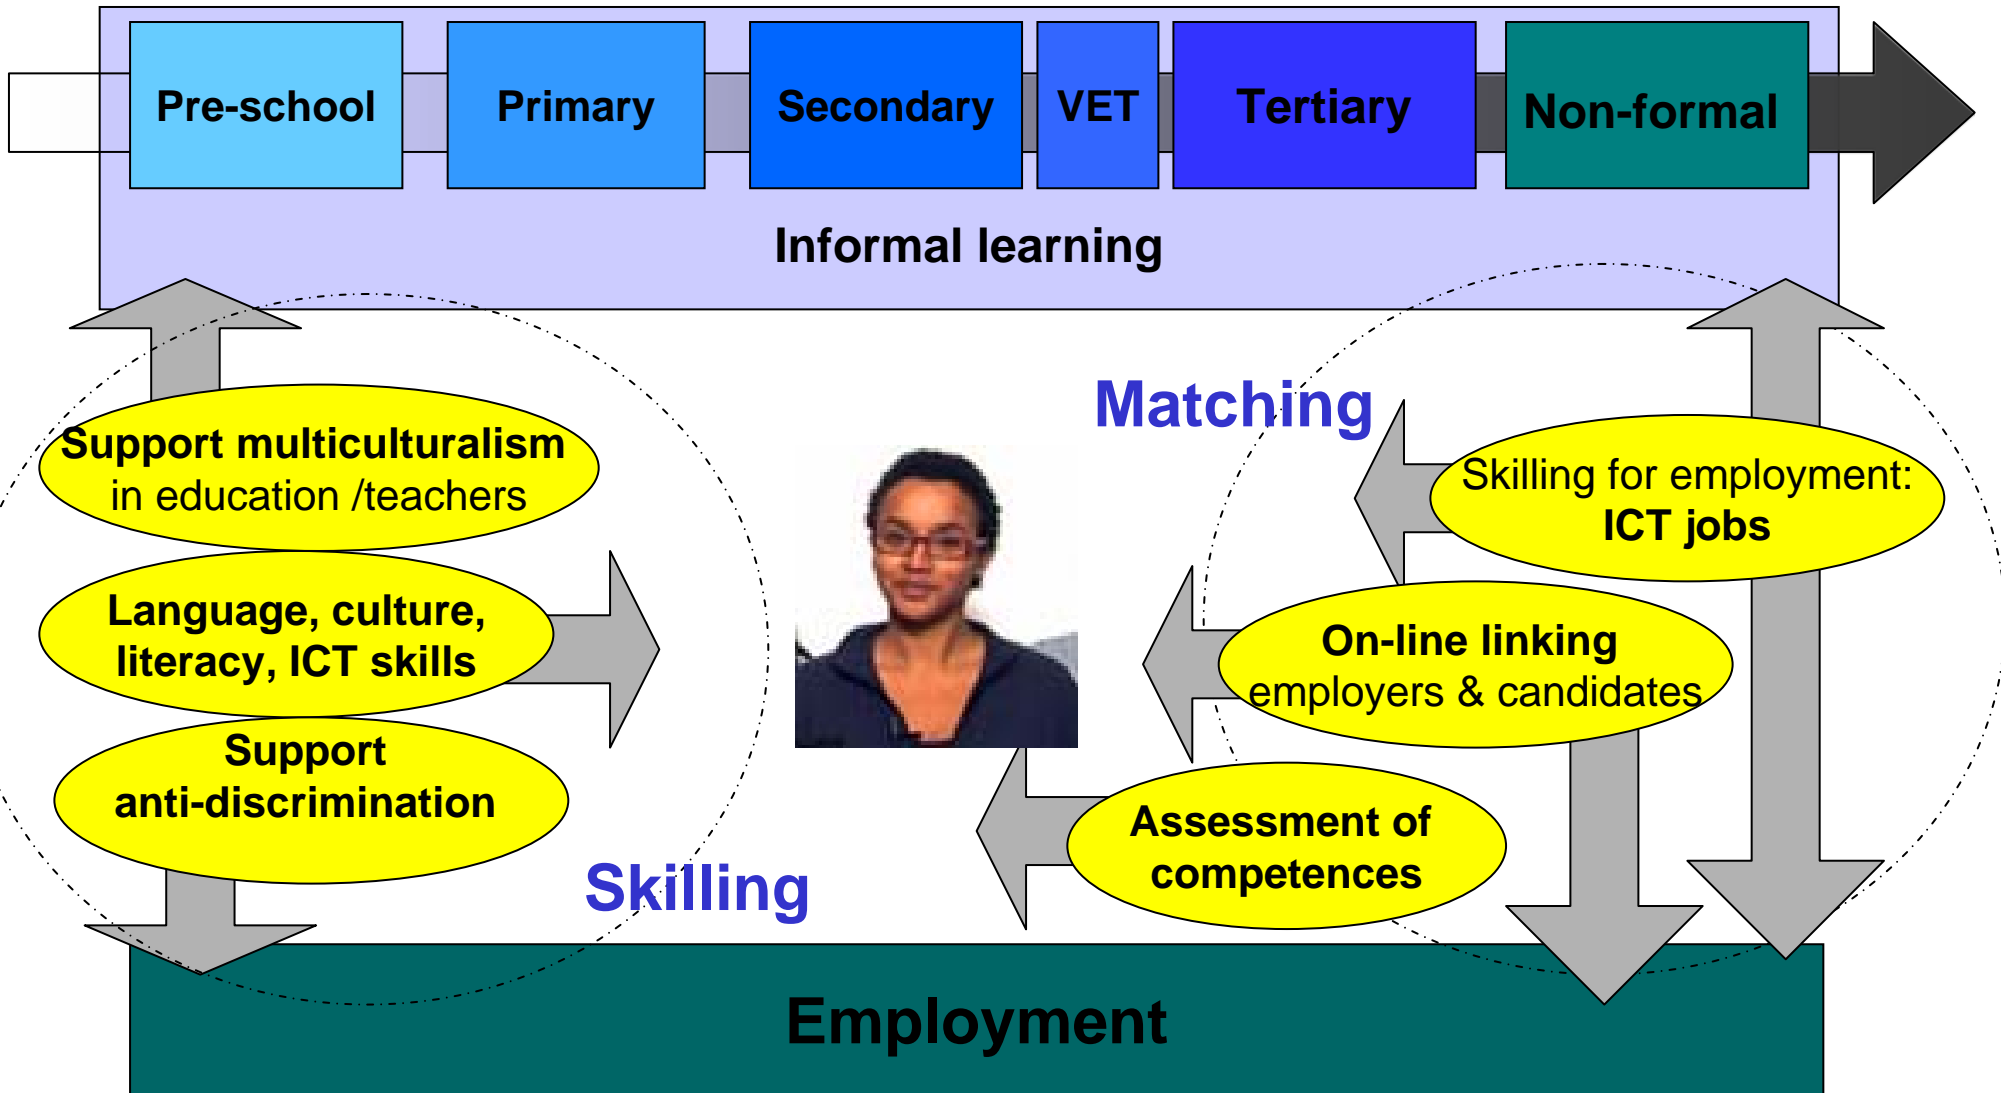 Pre-school
Primary
Secondary
VET
Tertiary
Non-formal
Informal learning
Matching
Support multiculturalism
in education /teachers
Skilling for employment:
ICT jobs
Language, culture,
literacy, ICT skills
On-line linking
employers & candidates
Support
anti-discrimination
Assessment of
competences
Skilling
Employment